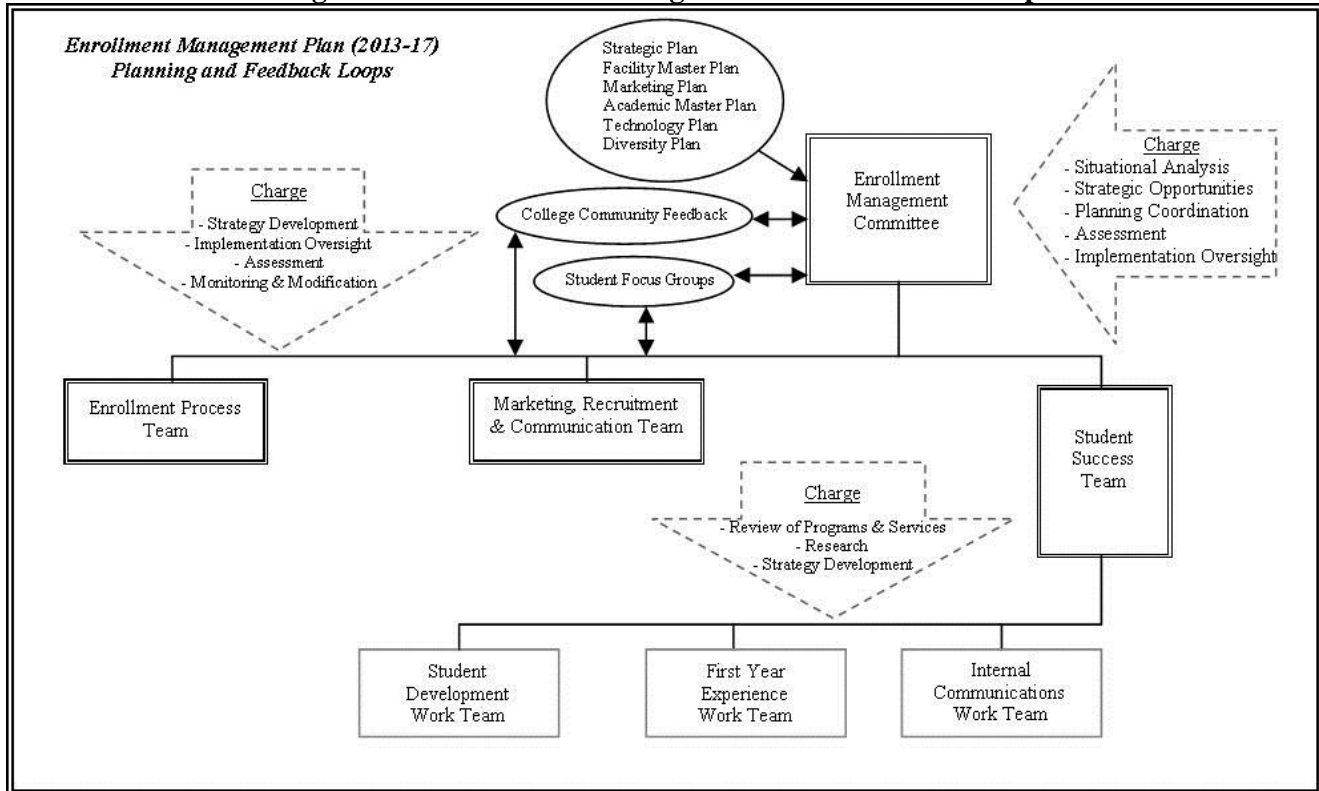 Enrollment Management Plan (2013-17)
Planning and Feedback Loops
Strategic Plan
Facility Master Plan
Marketing Plan
Academic Master Plan
Technology Plan
Diversity Plan
Charge
- Situational Analysis
- Strategic Opportunities
- Planning Coordination
- Assessment
- Implementation Oversight
Enrollment
Management
Committee
Charge
- Strategy Development
- Implementation Oversight
- Assessment
- Monitoring & Modification
College Community Feedback
Student Focus Groups
Enrollment Process
Team
Marketing, Recruitment
& Communication Team
Student
Success
Team
Charge
- Review of Programs & Services
- Research
- Strategy Development
Student
Development
Work Team
First Year
Experience
Work Team
Internal
Communications
Work Team